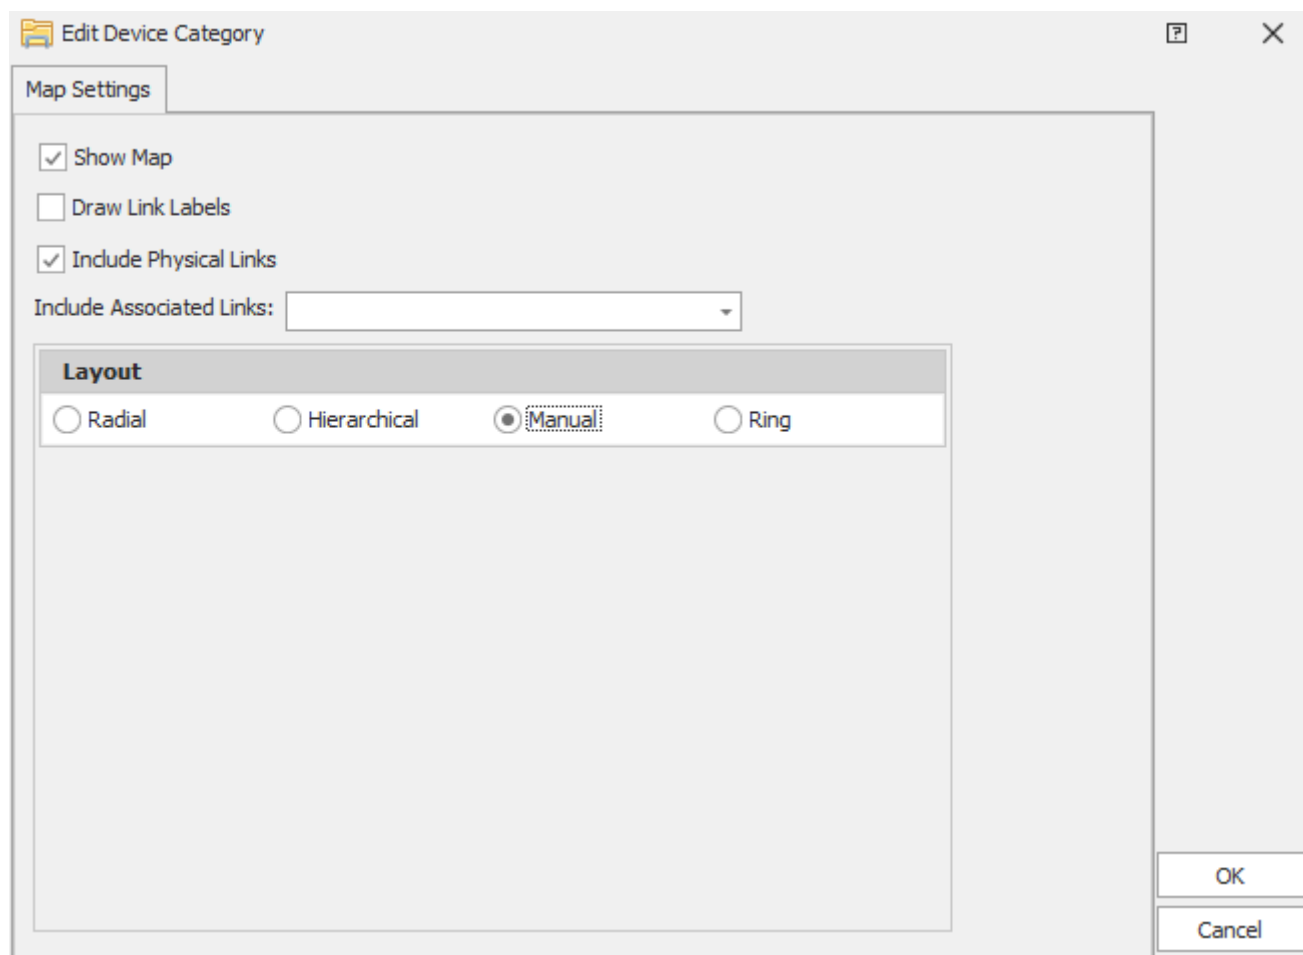 Edit Device Category
Map Settings
Show Map
Draw Link Labels
Include Physical Links
Include Associated Links:
Layout
Radial Hierarchical Manual Ring
OK
Cancel